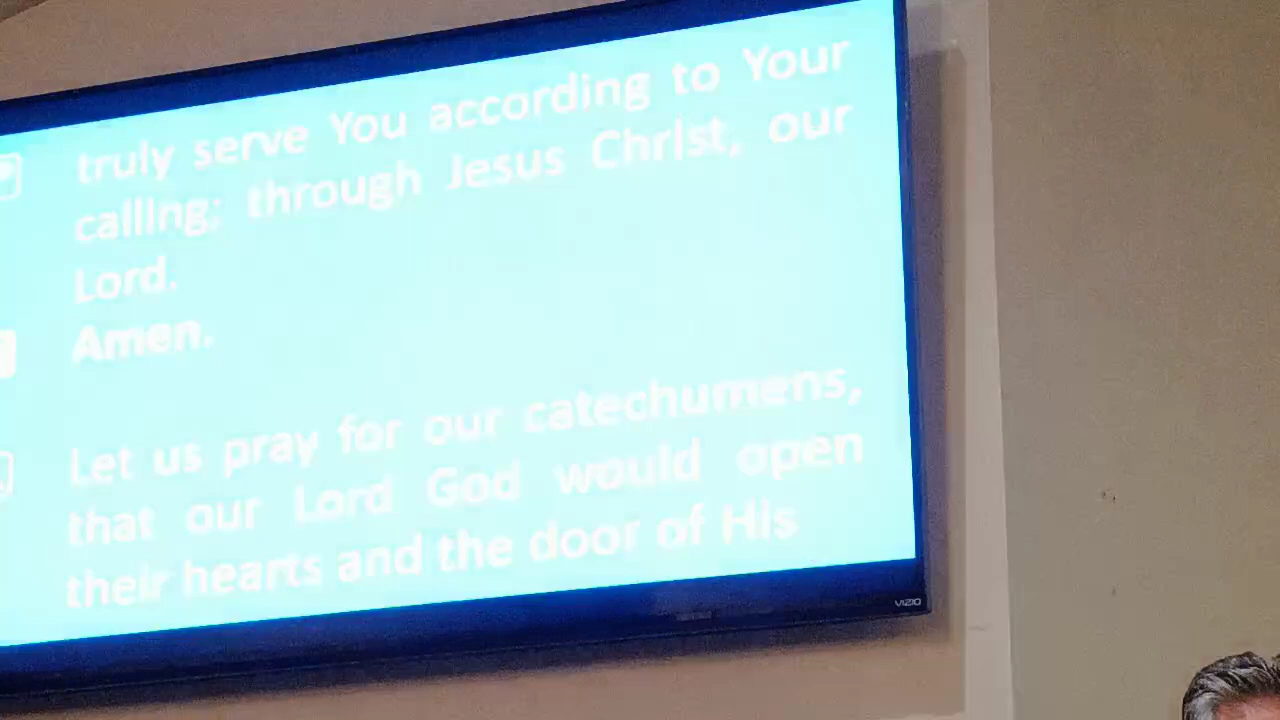 truly serve You according to Your
calling; through Jesus Christ, our
Lord.
Amen.
Let us pray for our catechumens,
that our Lord God would open
their hearts and the door of His
VIZIO